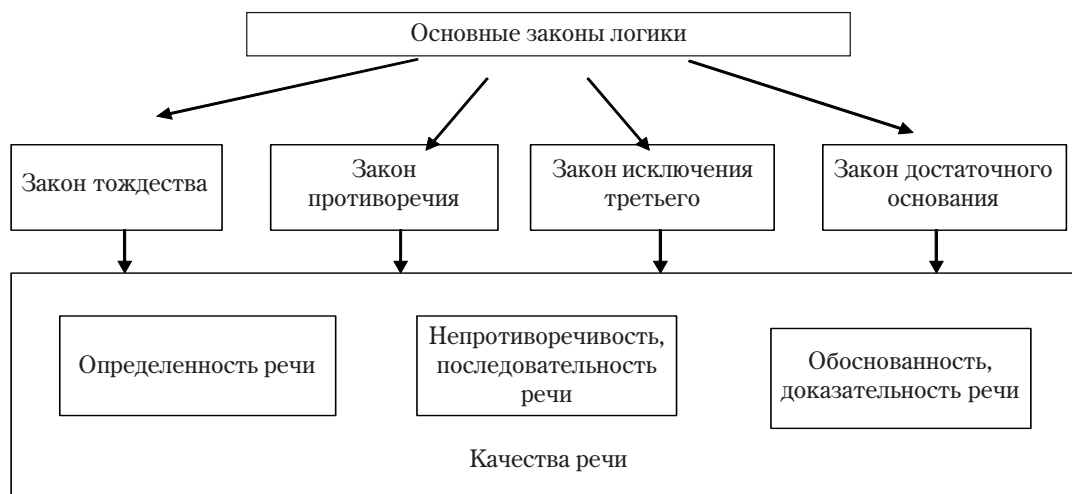 Основные законы логики
Закон тождества
Закон
противоречия
Закон исключения
третьего
Закон достаточного
основания
Определенность речи
Непротиворечивость,
последовательность
речи
Обоснованность,
доказательность речи
Качества речи